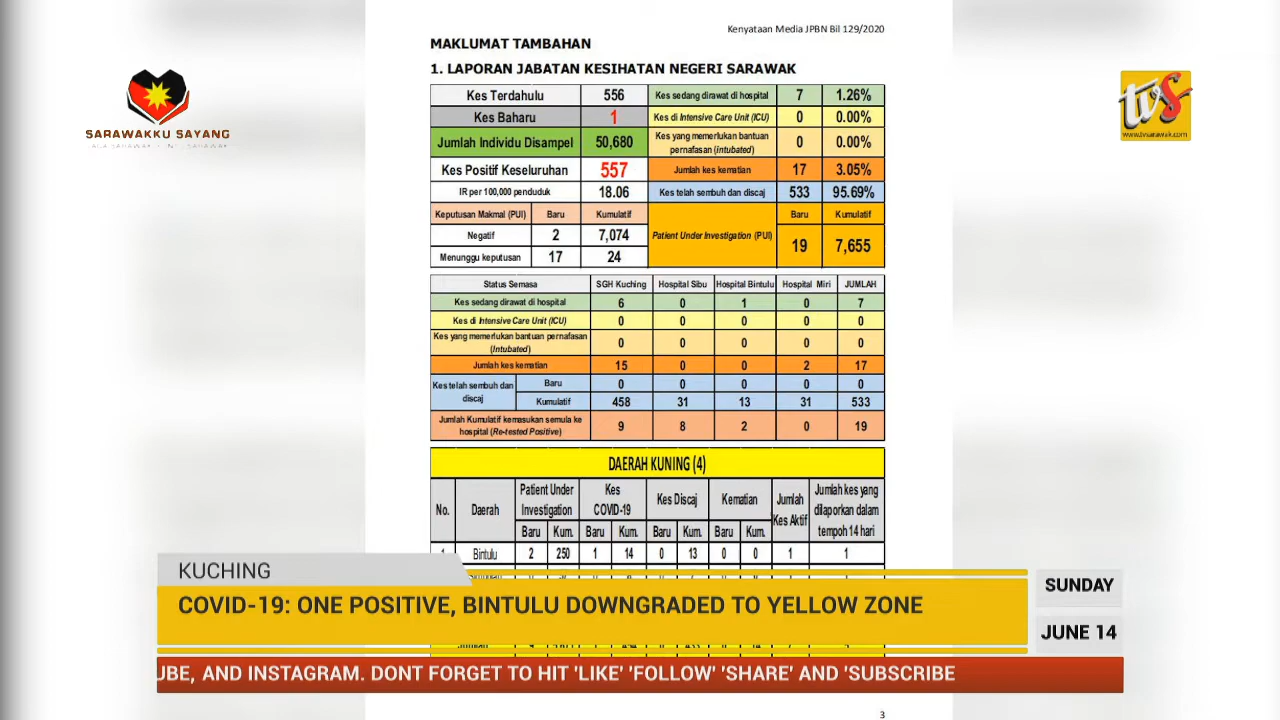 Kenyataan Media JPBN Bil 129/2020
MAKLUMAT TAMBAHAN
1. LAPORAN JABATAN KESIHATAN NEGERI SARAWAK
SARAWAKKU SAYANG
tvS
www.tvsarawak.com
Kes Terdahulu 556 Kes sedang dirawat di hospital 7 1.26%
Kes Baharu 1 Kes di Intensive Care Unit (ICU) 0 0.00%
Jumlah Individu Disampel 50,680 Kes yang memerlukan bantuan pernafasan (intubated) 0 0.00%
Kes Positif Keseluruhan 557 Jumlah kes kematian 17 3.05%
IR per 100,000 penduduk 18.06 Kes telah sembuh dan discaj 533 95.69%
Keputusan Makmal (PUI) Baru Kumulatif Patient Under Investigation (PUI) Baru Kumulatif
Negatif 2 7,074 19 7,655
Menunggu keputusan 17 24
Status Semasa SGH Kuching Hospital Sibu Hospital Bintulu Hospital Miri JUMLAH
Kes sedang dirawat di hospital 6 0 1 0 7
Kes di Intensive Care Unit (ICU) 0 0 0 0 0
Kes yang memerlukan bantuan pernafasan (Intubated) 0 0 0 0 0
Jumlah kes kematian 15 0 0 2 17
Kes telah sembuh dan discaj Baru 0 0 0 0 0
Kumulatif 458 31 13 31 533
Jumlah Kumulatif kemasukan semula ke hospital (Re-tested Positive) 9 8 2 0 19
DAERAH KUNING (4)
No. Daerah Patient Under Investigation Kes COVID-19 Kes Discaj Kematian Jumlah Kes Aktif Jumlah kes yang dilaporkan dalam tempoh 14 hari
Baru Kum. Baru Kum. Baru Kum. Baru Kum.
1 Bintulu 2 250 1 14 0 13 0 0 1 1
KUCHING
COVID-19: ONE POSITIVE, BINTULU DOWNGRADED TO YELLOW ZONE
SUNDAY
JUNE 14
UBE, AND INSTAGRAM. DONT FORGET TO HIT 'LIKE' 'FOLLOW' 'SHARE' AND 'SUBSCRIBE
3